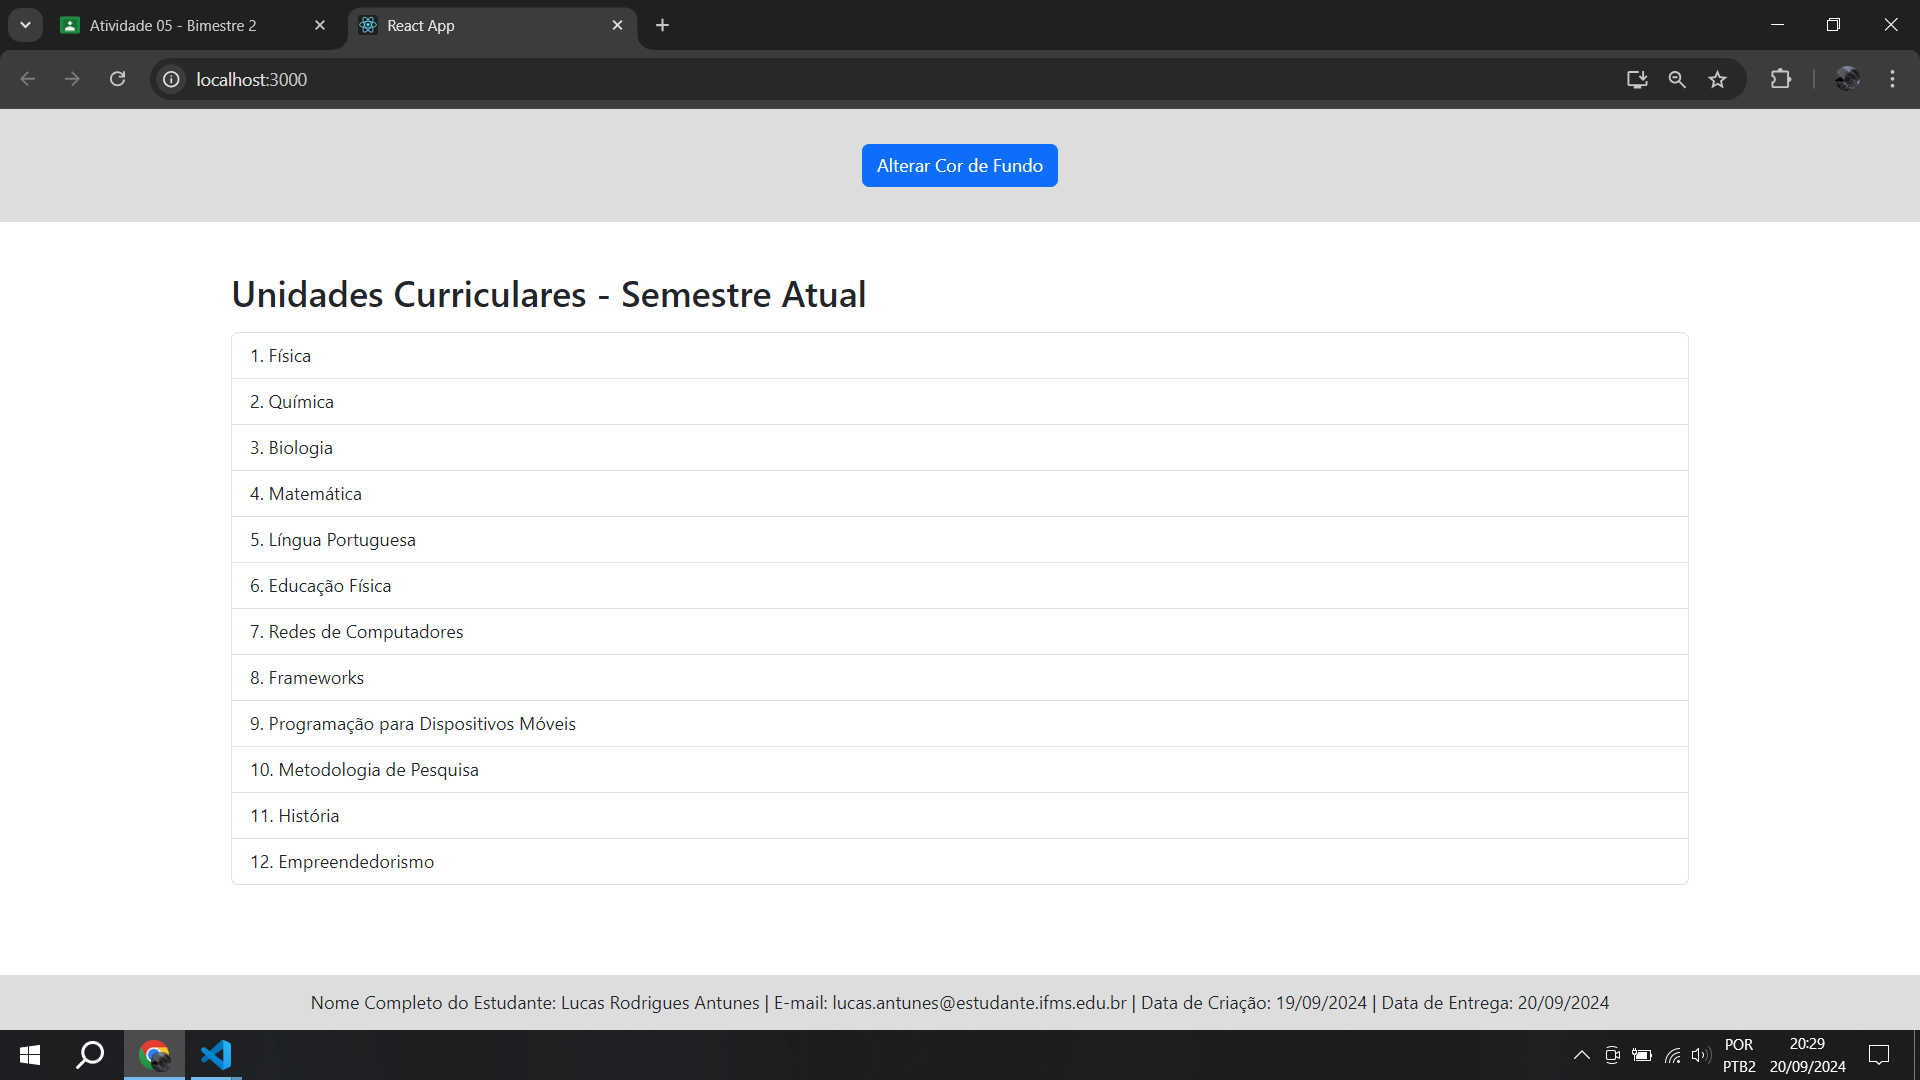 Atividade 05 - Bimestre 2
React App
localhost:3000
Alterar Cor de Fundo
Unidades Curriculares - Semestre Atual
1. Física
2. Química
3. Biologia
4. Matemática
5. Língua Portuguesa
6. Educação Física
7. Redes de Computadores
8. Frameworks
9. Programação para Dispositivos Móveis
10. Metodologia de Pesquisa
11. História
12. Empreendedorismo
Nome Completo do Estudante: Lucas Rodrigues Antunes | E-mail: lucas.antunes@estudante.ifms.edu.br | Data de Criação: 19/09/2024 | Data de Entrega: 20/09/2024
POR 20:29
PTB2 20/09/2024